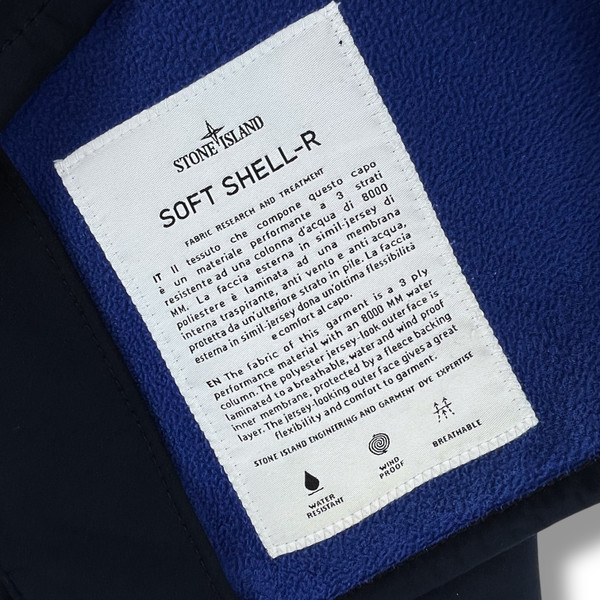 STONE ISLAND
SOFT SHELL-R
FABRIC RESEARCH AND TREATMENT
IT Il tessuto che compone questo capo
è un materiale performante a 3 strati
resistente ad una colonna d'acqua di 8000
MM. La faccia esterna in simil-jersey di
poliestere è laminata ad una membrana
interna traspirante, anti vento e anti acqua,
protetta da un'ulteriore strato in pile. La faccia
esterna in simil-jersey dona un'ottima flessibilità
e comfort al capo.
EN The fabric of this garment is a 3 ply
performance material with an 8000 MM water
column. The polyester jersey-look outer face is
laminated to a breathable, water and wind proof
inner membrane, protected by a fleece backing
layer. The jersey-looking outer face gives a great
flexibility and comfort to garment.
STONE ISLAND ENGINEERING AND GARMENT DYE EXPERTISE
WATER
RESISTANT
WIND
PROOF
BREATHABLE